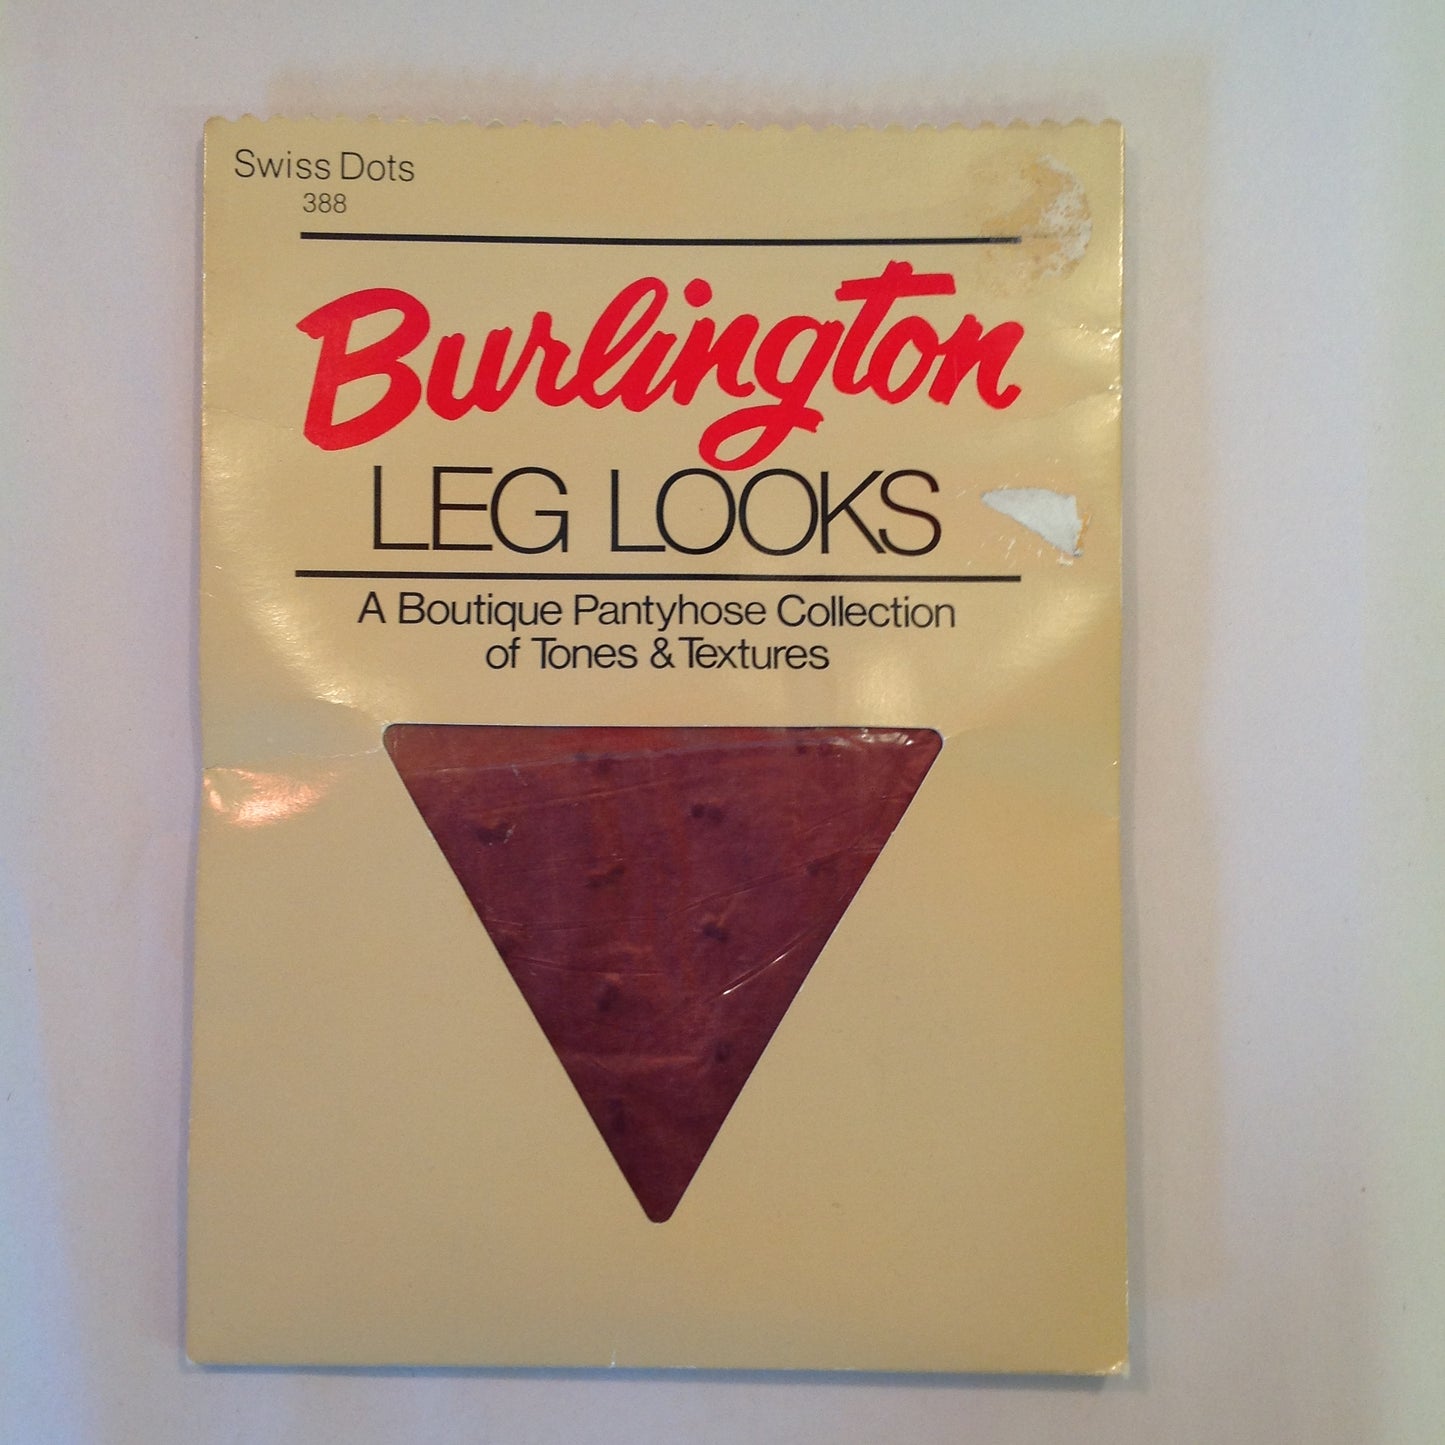 Swiss Dots
388
Burlington
LEG LOOKS
A Boutique Pantyhose Collection
of Tones & Textures